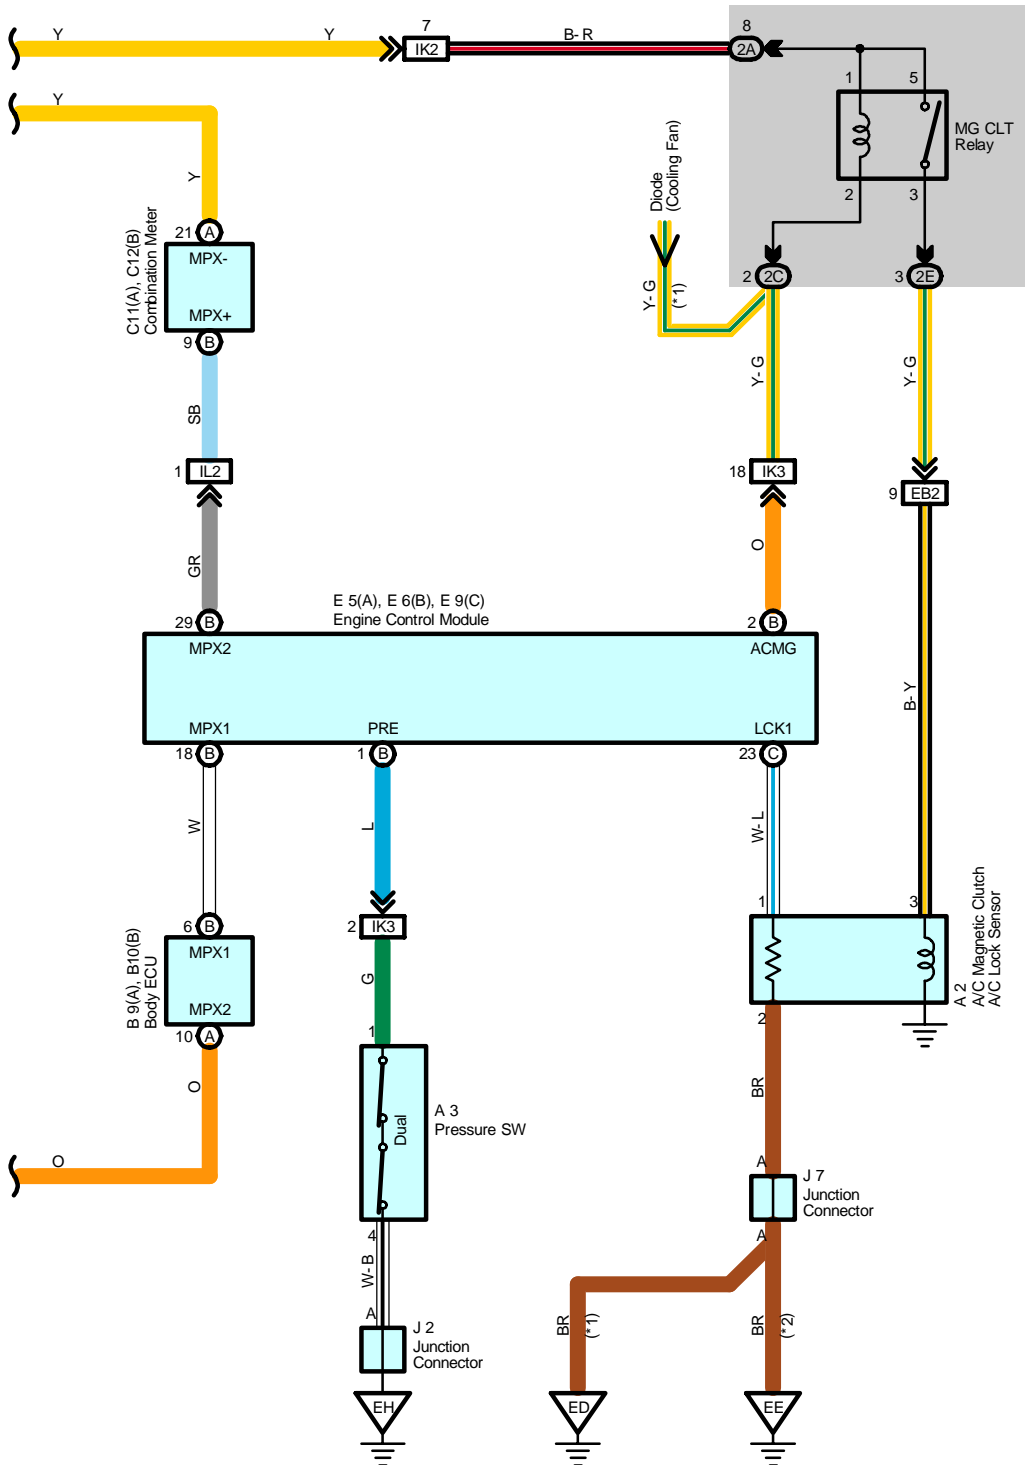 Y
Y
7
IK2
B- R
8
2A
1
5
MG CLT
Relay
2
3
Y
Y
Diode
(Cooling Fan)
Y- G
(*1)
2
2C
3
2E
21
A
MPX-
MPX+
C11(A), C12(B)
Combination Meter
9
B
SB
Y- G
Y- G
1
IL2
18
IK3
9
EB2
GR
O
E 5(A), E 6(B), E 9(C)
Engine Control Module
29
B
MPX2
2
B
ACMG
B- Y
MPX1
PRE
LCK1
18
B
1
B
23
C
W
L
W- L
6
B
MPX1
MPX2
B 9(A), B10(B)
Body ECU
10
A
2
IK3
1
3
A 2
A/C Magnetic Clutch
A/C Lock Sensor
2
G
O
O
1
Dual
A 3
Pressure SW
4
BR
A
J 7
Junction
Connector
A
W- B
A
J 2
Junction
Connector
BR
(*1)
BR
(*2)
EH
ED
EE